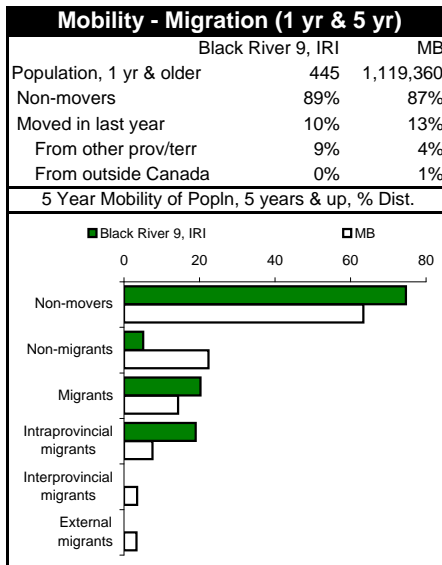 Mobility - Migration (1 yr & 5 yr)
Black River 9, IRI MB
Population, 1 yr & older 445 1,119,360
Non-movers 89% 87%
Moved in last year 10% 13%
From other prov/terr 9% 4%
From outside Canada 0% 1%
5 Year Mobility of Popln, 5 years & up, % Dist.
Black River 9, IRI MB
0 20 40 60 80
Non-movers
Non-migrants
Migrants
Intraprovincial
migrants
Interprovincial
migrants
External
migrants